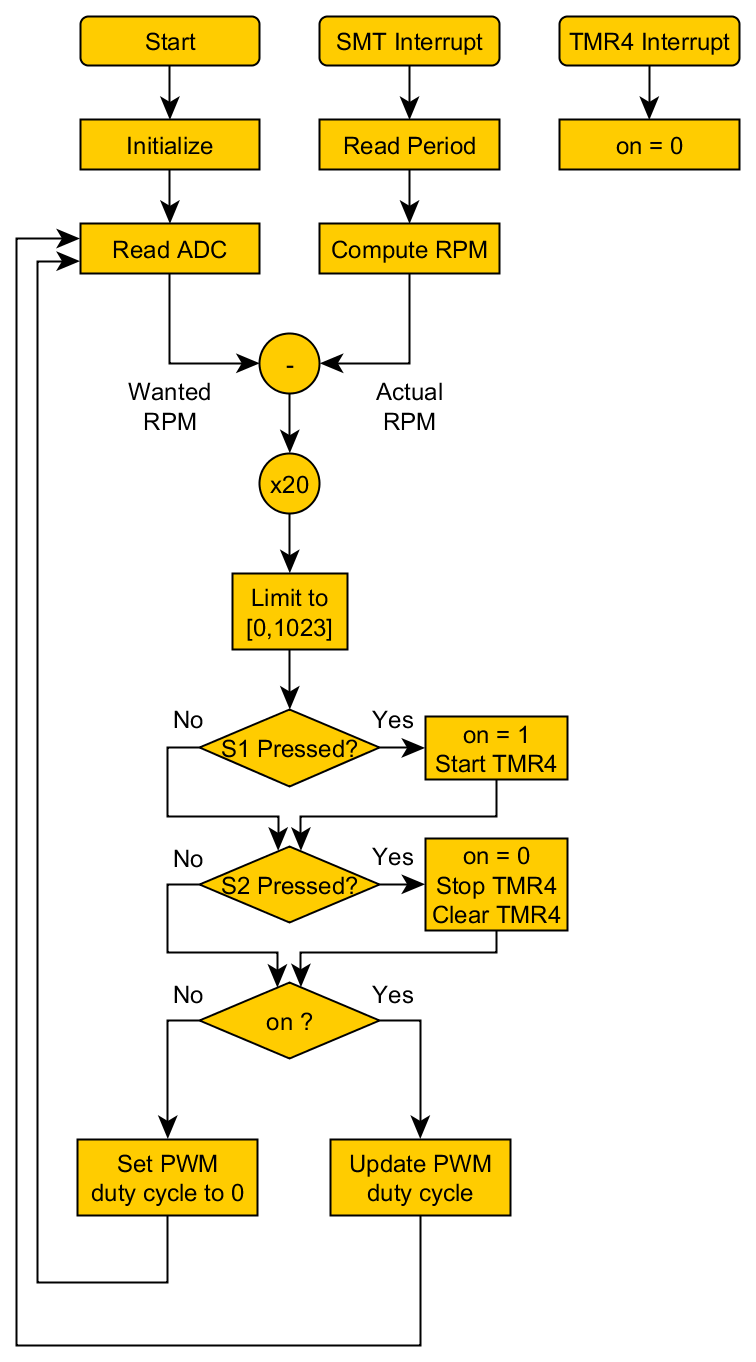 Start
SMT Interrupt
TMR4 Interrupt
Initialize
Read Period
on = 0
Read ADC
Compute RPM
-
Wanted
RPM
Actual
RPM
x20
Limit to
[0,1023]
No
S1 Pressed?
Yes
on = 1
Start TMR4
No
S2 Pressed?
Yes
on = 0
Stop TMR4
Clear TMR4
No
on ?
Yes
Set PWM
duty cycle to 0
Update PWM
duty cycle